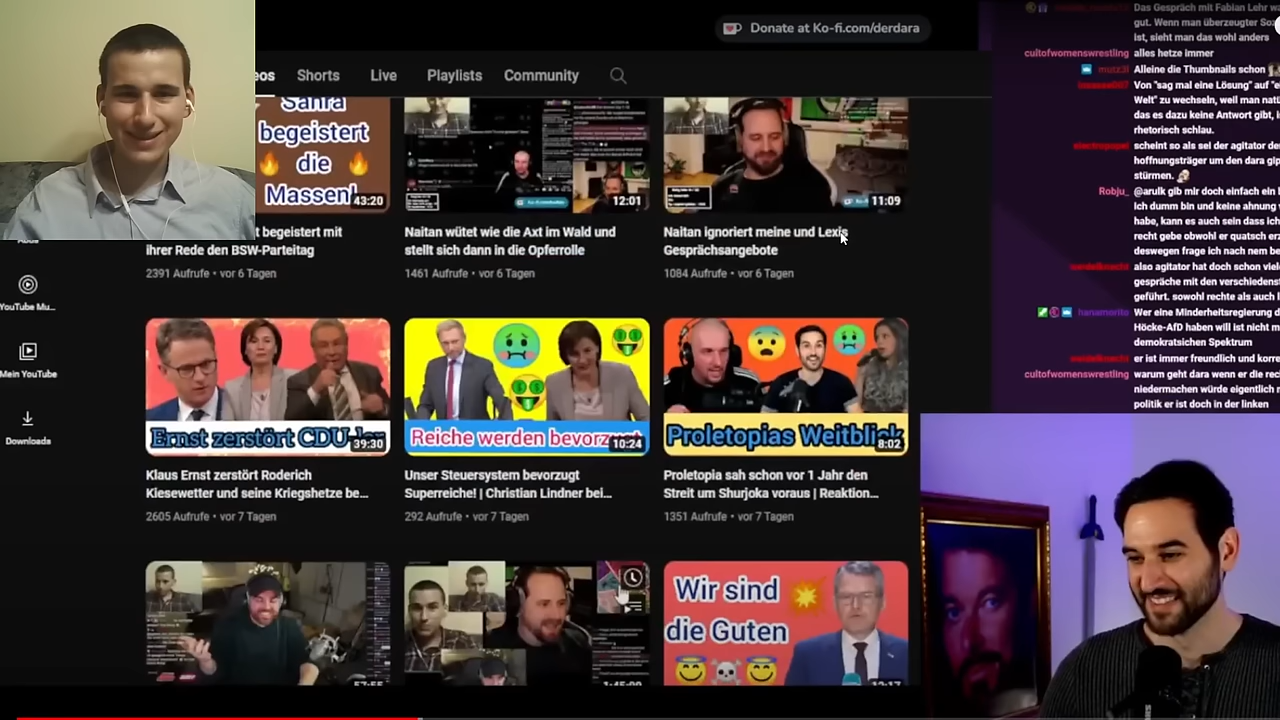 Donate at Ko-fi.com/derdara
eos
Shorts
Live
Playlists
Community
Sahra
begeistert
die
Massen!
43:20
12:01
11:09
t begeistert mit
ihrer Rede den BSW-Parteitag
2391 Aufrufe • vor 6 Tagen
Naitan wütet wie die Axt im Wald und
stellt sich dann in die Opferrolle
1461 Aufrufe • vor 6 Tagen
Naitan ignoriert meine und Lexis
Gesprächsangebote
1084 Aufrufe • vor 6 Tagen
YouTube Mu...
Mein YouTube
Downloads
Ernst zerstört CDU-
39:30
Reiche werden bevorz
10:24
Proletopias Weitblick
8:02
Klaus Ernst zerstört Roderich
Kiesewetter und seine Kriegshetze be...
2605 Aufrufe • vor 7 Tagen
Unser Steuersystem bevorzugt
Superreiche! | Christian Lindner bei...
292 Aufrufe • vor 7 Tagen
Proletopia sah schon vor 1 Jahr den
Streit um Shurjoka voraus | Reaktion...
1351 Aufrufe • vor 7 Tagen
Wir sind
die Guten
Das Gespräch mit Fabian Lehr w
gut. Wenn man überzeugter So
ist, sieht man das wohl anders
cultofwomenswrestling alles hetze immer
Alleine die Thumbnails schon
Von "sag mal eine Lösung" auf "e
Welt" zu wechseln, weil man nat
das es dazu keine Antwort gibt,
rhetorisch schlau.
electropapst scheint so als sei der agitator de
hoffnungsträger um den dara gip
stürmen.
Robju_ @arulk gib mir doch einfach ein
ich dumm bin und keine ahnung
habe, kann es auch sein dass ich
recht gebe obwohl er quatsch er
deswegen frage ich nach nem be
also agitator hat doch schon viel
gespräche mit den verschiedens
geführt. sowohl rechte als auch
hanamorito Wer eine Minderheitsregierung d
Höcke-AfD haben will ist nicht m
demokratsichen Spektrum
er ist immer freundlich und korre
cultofwomenswrestling warum geht dara wenn er die rec
niedermachen würde eigentlich
politik er ist doch in der linken